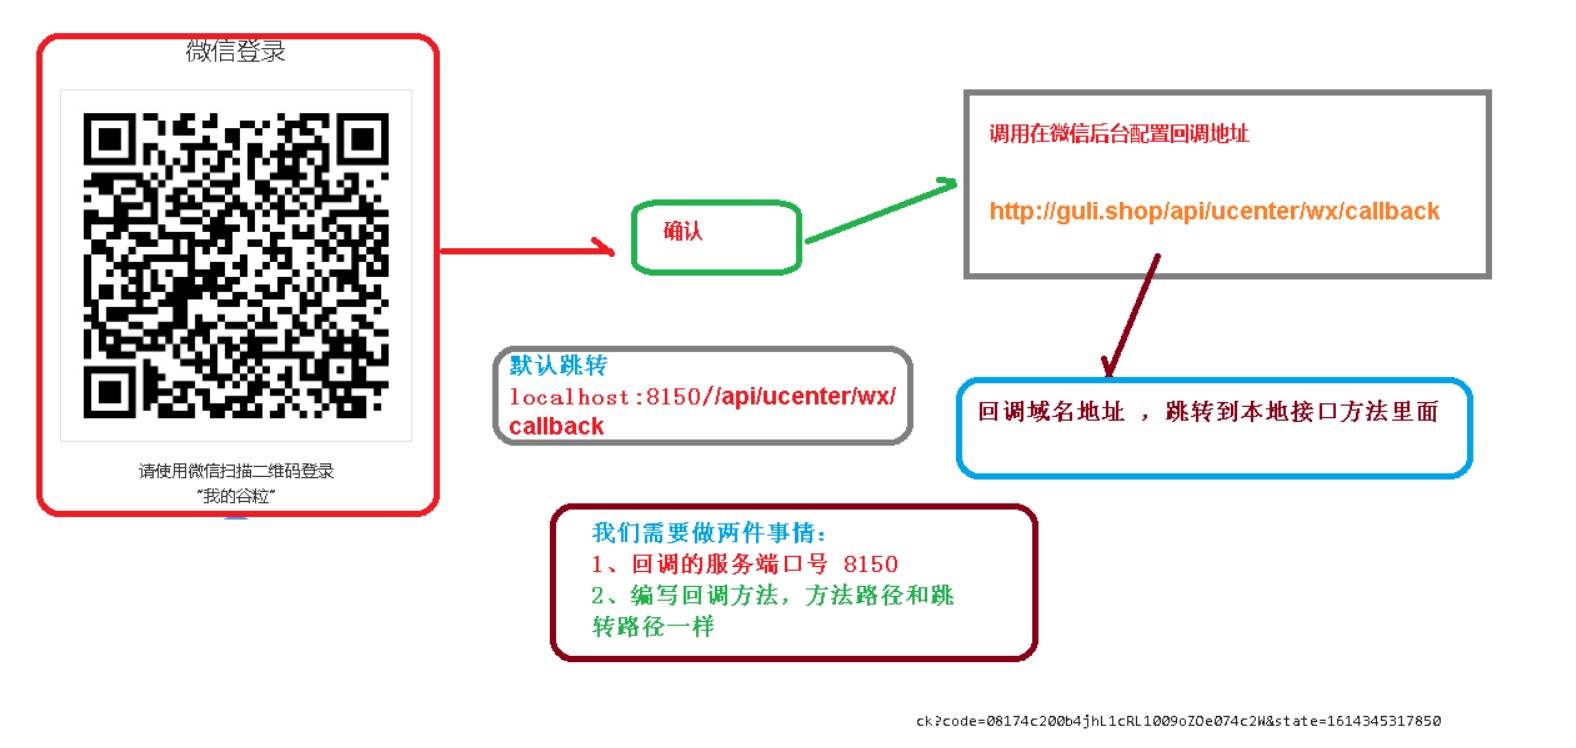 微信登录
请使用微信扫描二维码登录
“我的谷粒”
确认
调用在微信后台配置回调地址
http://guli.shop/api/ucenter/wx/callback
默认跳转
localhost:8150//api/ucenter/wx/
callback
回调域名地址 ，跳转到本地接口方法里面
我们需要做两件事情：
1、回调的服务端口号 8150
2、编写回调方法，方法路径和跳
转路径一样
ck?code=08174c200b4jhL1cRL1009oZOe074c2W&state=1614345317850